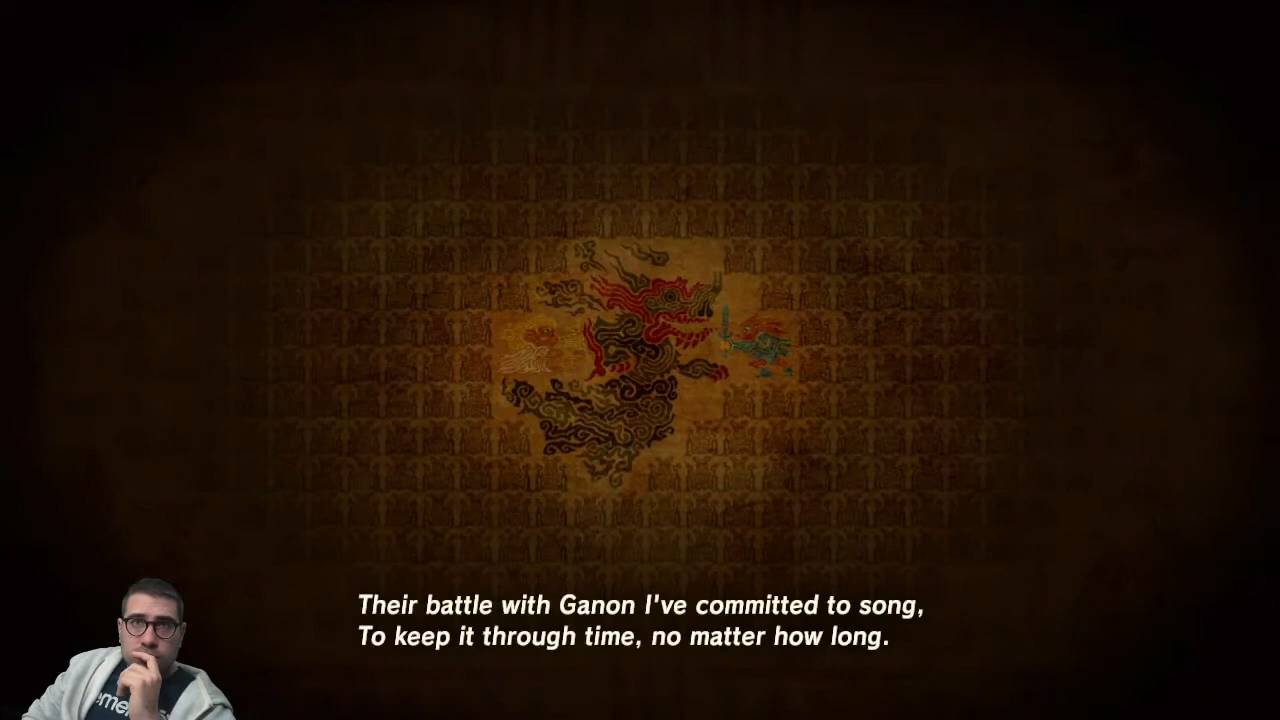 Their battle with Ganon I've committed to song,
To keep it through time, no matter how long.